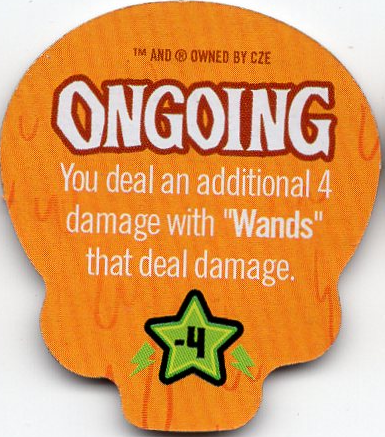 ™ AND ® OWNED BY CZE
ONGOING
You deal an additional 4
damage with "Wands"
that deal damage.
-4